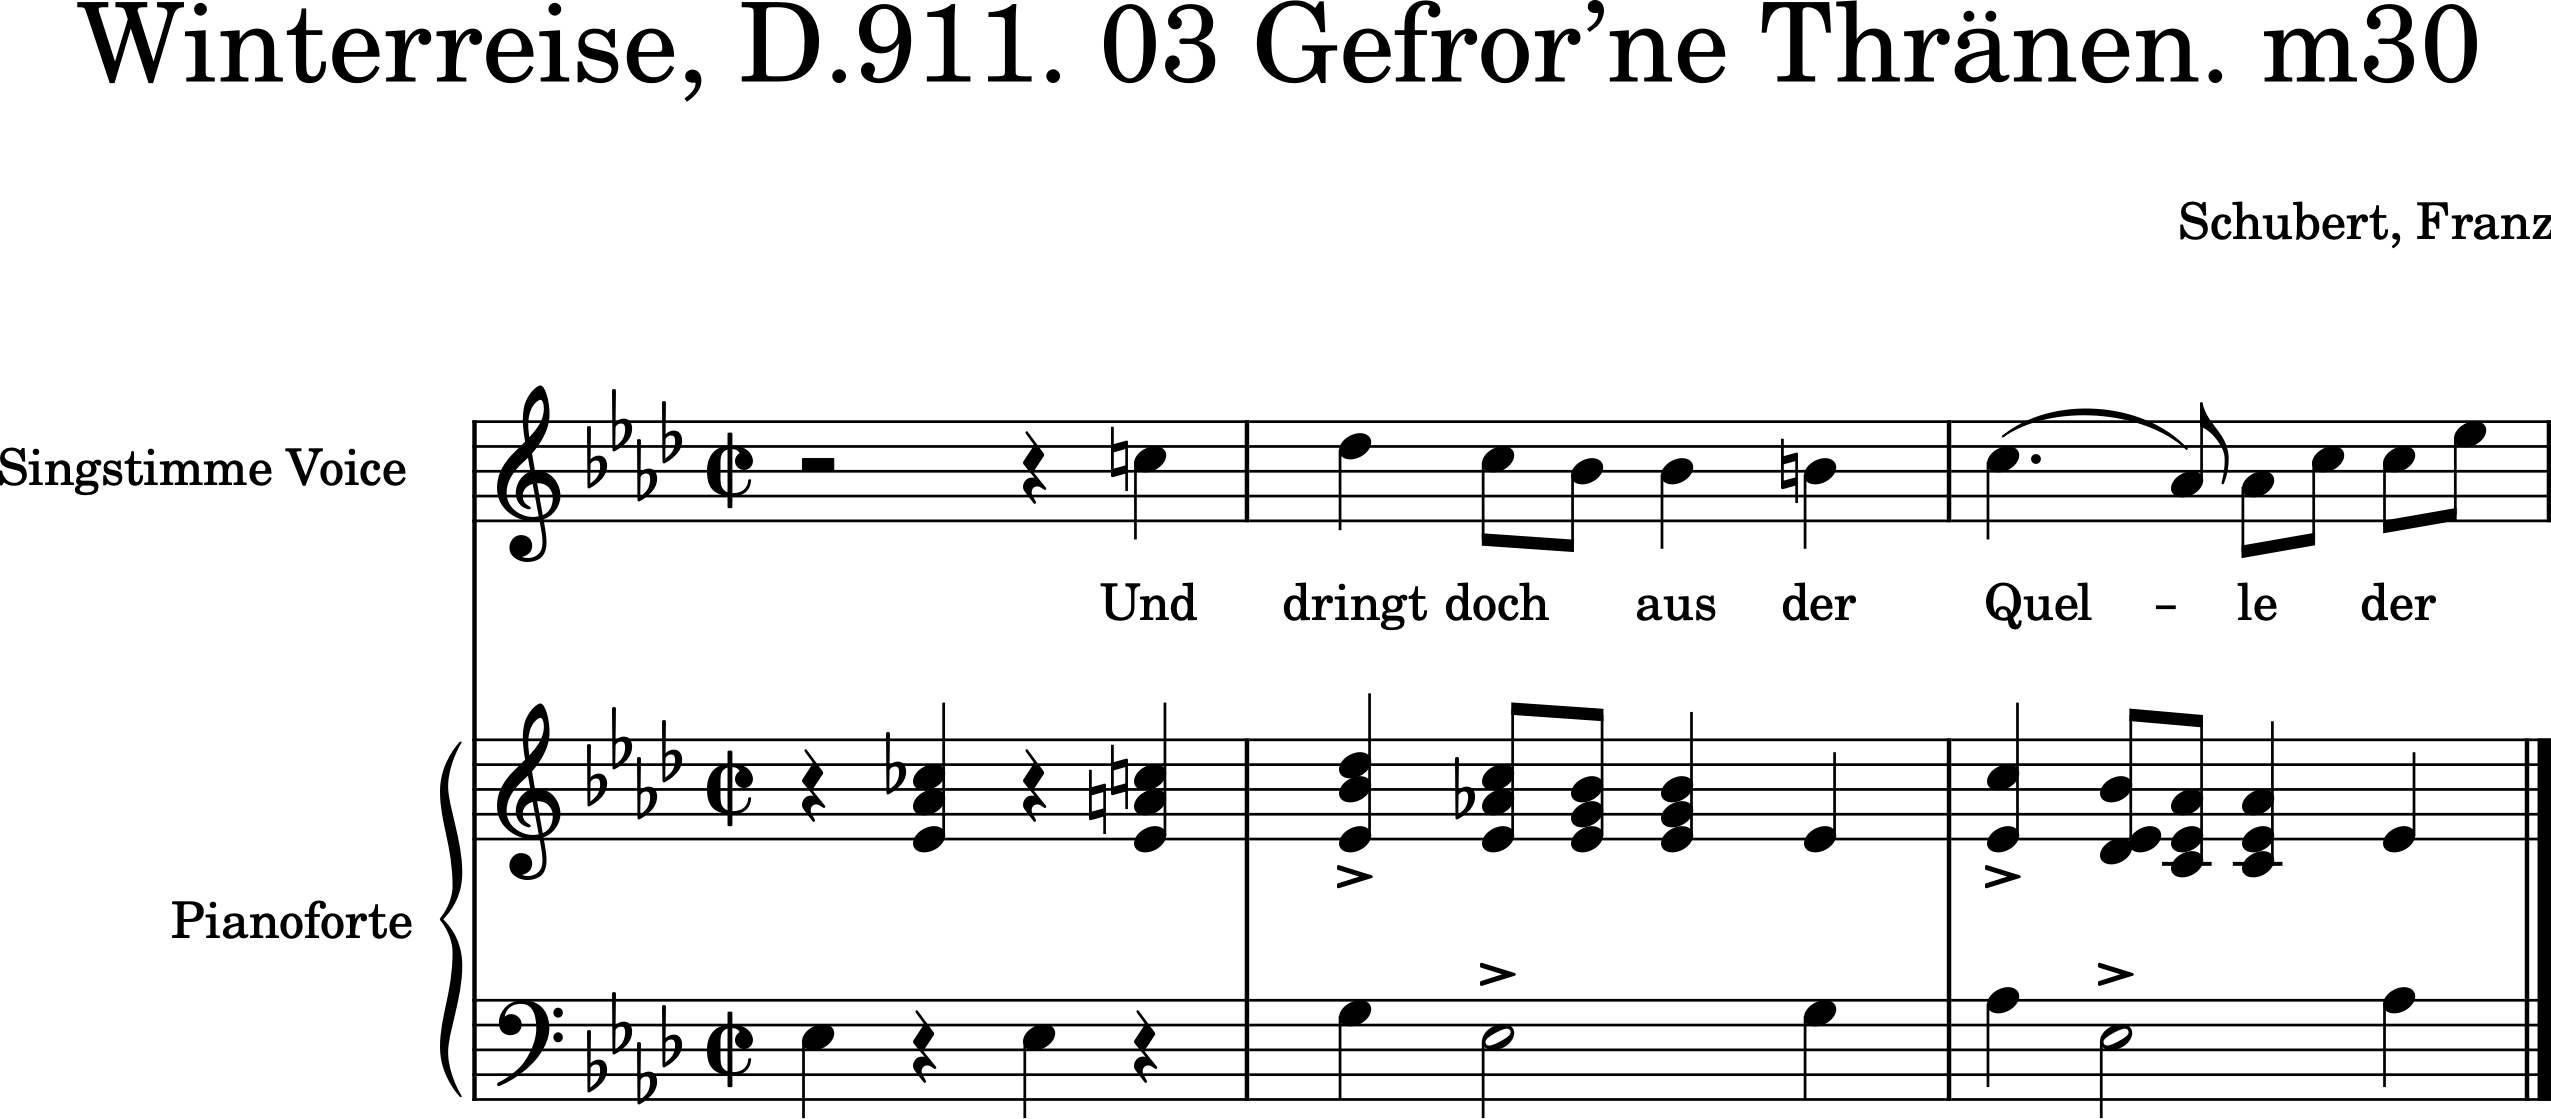 Winterreise, D.911. 03 Gefror’ne Thränen. m30
Schubert, Franz
Singstimme Voice
Und dringt doch aus der Quel - le der
Pianoforte